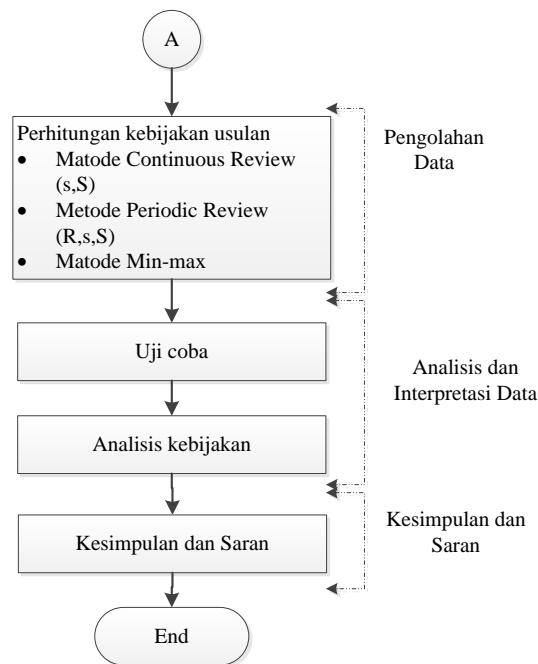 A
Perhitungan kebijakan usulan
• Matode Continuous Review
(s,S)
• Metode Periodic Review
(R,s,S)
• Matode Min-max
Pengolahan
Data
Uji coba
Analisis kebijakan
Analisis dan
Interpretasi Data
Kesimpulan dan Saran
Kesimpulan dan
Saran
End